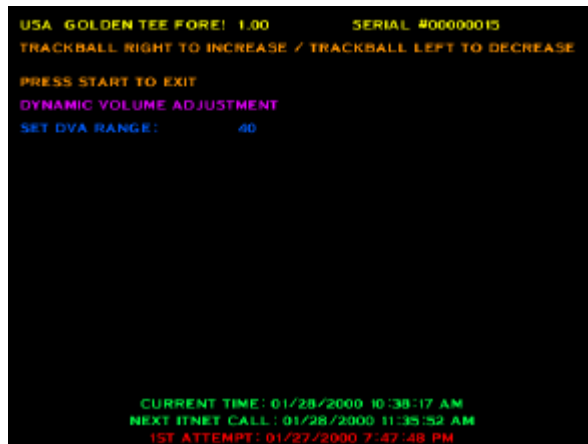 USA GOLDEN TEE FORE! 1.00 SERIAL #00000015
TRACKBALL RIGHT TO INCREASE / TRACKBALL LEFT TO DECREASE
PRESS START TO EXIT
DYNAMIC VOLUME ADJUSTMENT
SET DVA RANGE: 40
CURRENT TIME: 01/28/2000 10:38:17 AM
NEXT ITNET CALL: 01/28/2000 11:35:52 AM
1ST ATTEMPT: 01/27/2000 7:47:48 PM